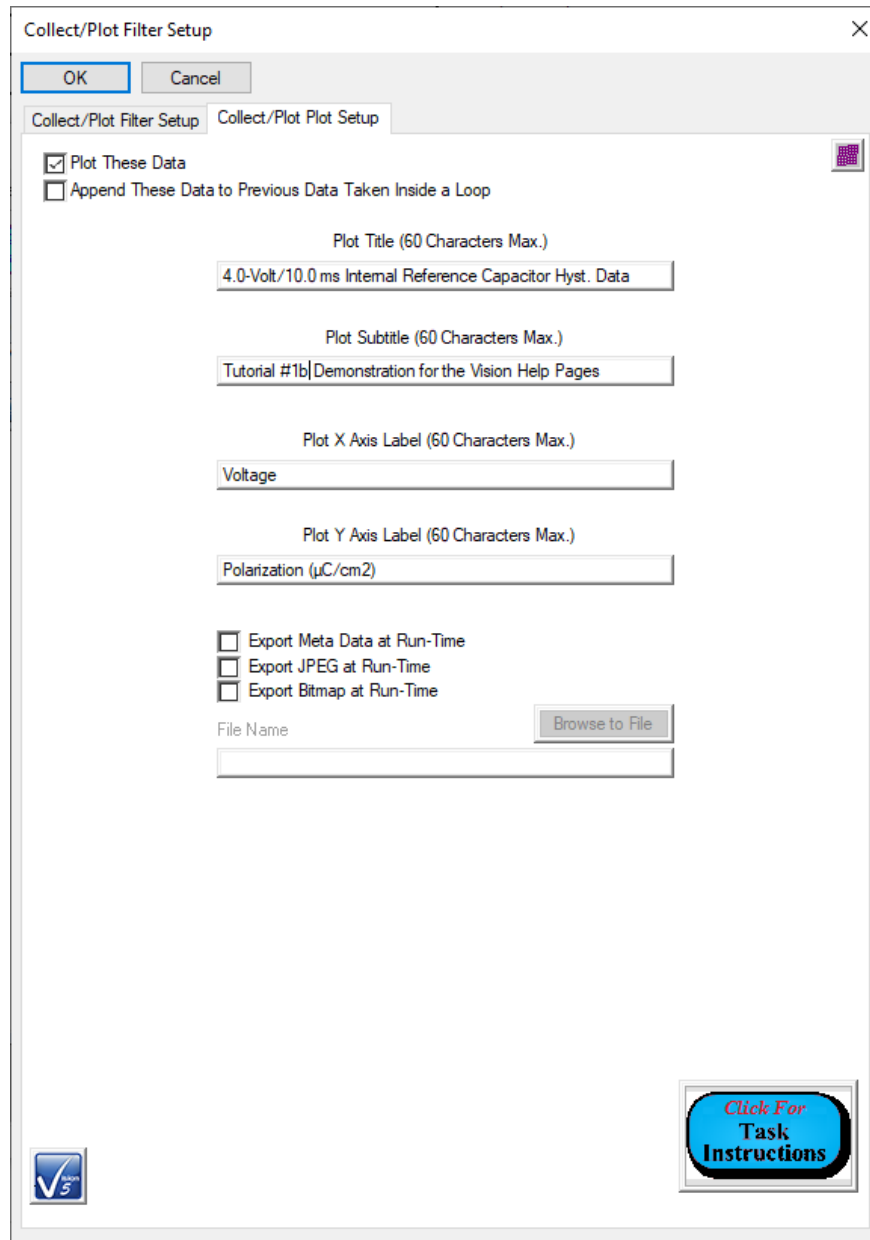 Collect/Plot Filter Setup
OK Cancel
Collect/Plot Filter Setup Collect/Plot Plot Setup
Plot These Data
Append These Data to Previous Data Taken Inside a Loop
Plot Title (60 Characters Max.)
4.0-Volt/10.0 ms Internal Reference Capacitor Hyst. Data
Plot Subtitle (60 Characters Max.)
Tutorial #1b Demonstration for the Vision Help Pages
Plot X Axis Label (60 Characters Max.)
Voltage
Plot Y Axis Label (60 Characters Max.)
Polarization (µC/cm2)
Export Meta Data at Run-Time
Export JPEG at Run-Time
Export Bitmap at Run-Time
Browse to File
File Name
Click For
Task
Instructions
Vision
5